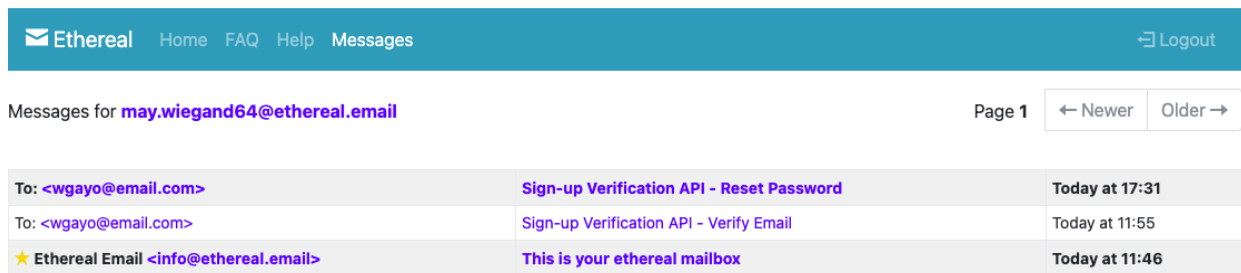 Ethereal Home FAQ Help Messages Logout
Messages for may.wiegand64@ethereal.email Page 1 ← Newer Older →
To: <wgayo@email.com> Sign-up Verification API - Reset Password Today at 17:31
To: <wgayo@email.com> Sign-up Verification API - Verify Email Today at 11:55
★ Ethereal Email <info@ethereal.email> This is your ethereal mailbox Today at 11:46